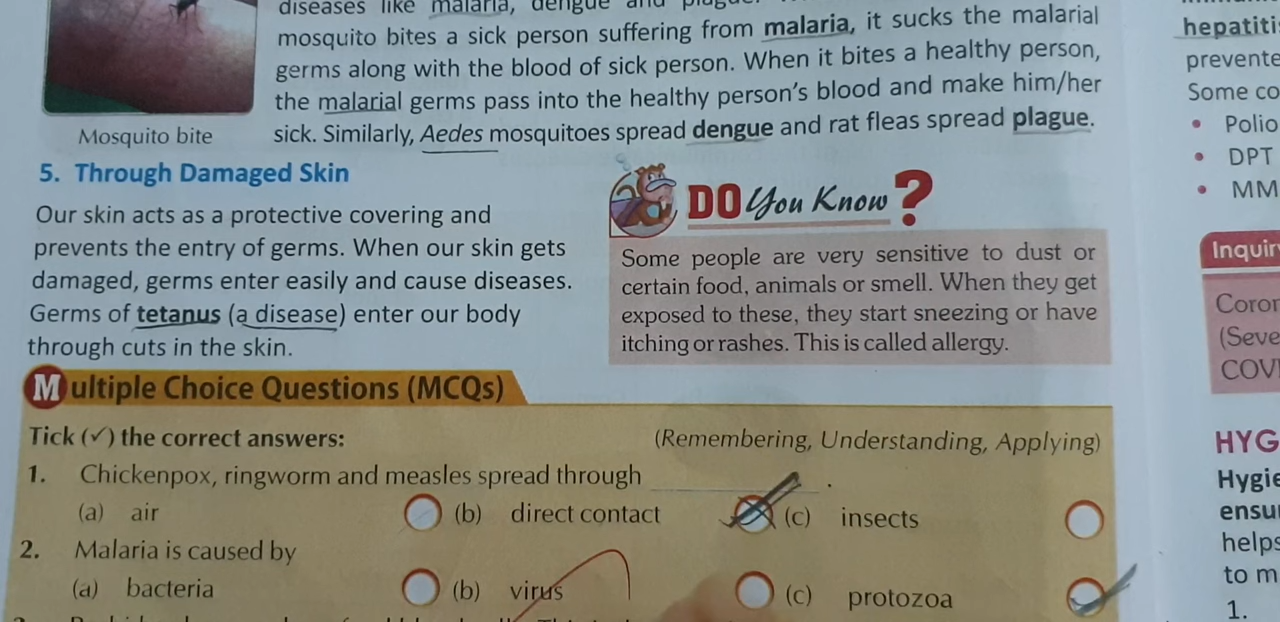 diseases like malaria, dengue and plague.
mosquito bites a sick person suffering from malaria, it sucks the malarial
germs along with the blood of sick person. When it bites a healthy person,
the malarial germs pass into the healthy person's blood and make him/her
sick. Similarly, Aedes mosquitoes spread dengue and rat fleas spread plague.
Mosquito bite
5. Through Damaged Skin
Our skin acts as a protective covering and
prevents the entry of germs. When our skin gets
damaged, germs enter easily and cause diseases.
Germs of tetanus (a disease) enter our body
through cuts in the skin.
DO You Know?
Some people are very sensitive to dust or
certain food, animals or smell. When they get
exposed to these, they start sneezing or have
itching or rashes. This is called allergy.
Multiple Choice Questions (MCQs)
Tick (✓) the correct answers: (Remembering, Understanding, Applying)
1. Chickenpox, ringworm and measles spread through ____________.
(a) air (b) direct contact (c) insects
2. Malaria is caused by
(a) bacteria (b) virus (c) protozoa
hepatiti
prevente
Some co
• Polio
• DPT
• MM
Inquir
Coror
(Seve
COVI
HYG
Hygie
ensu
helps
to m
1.